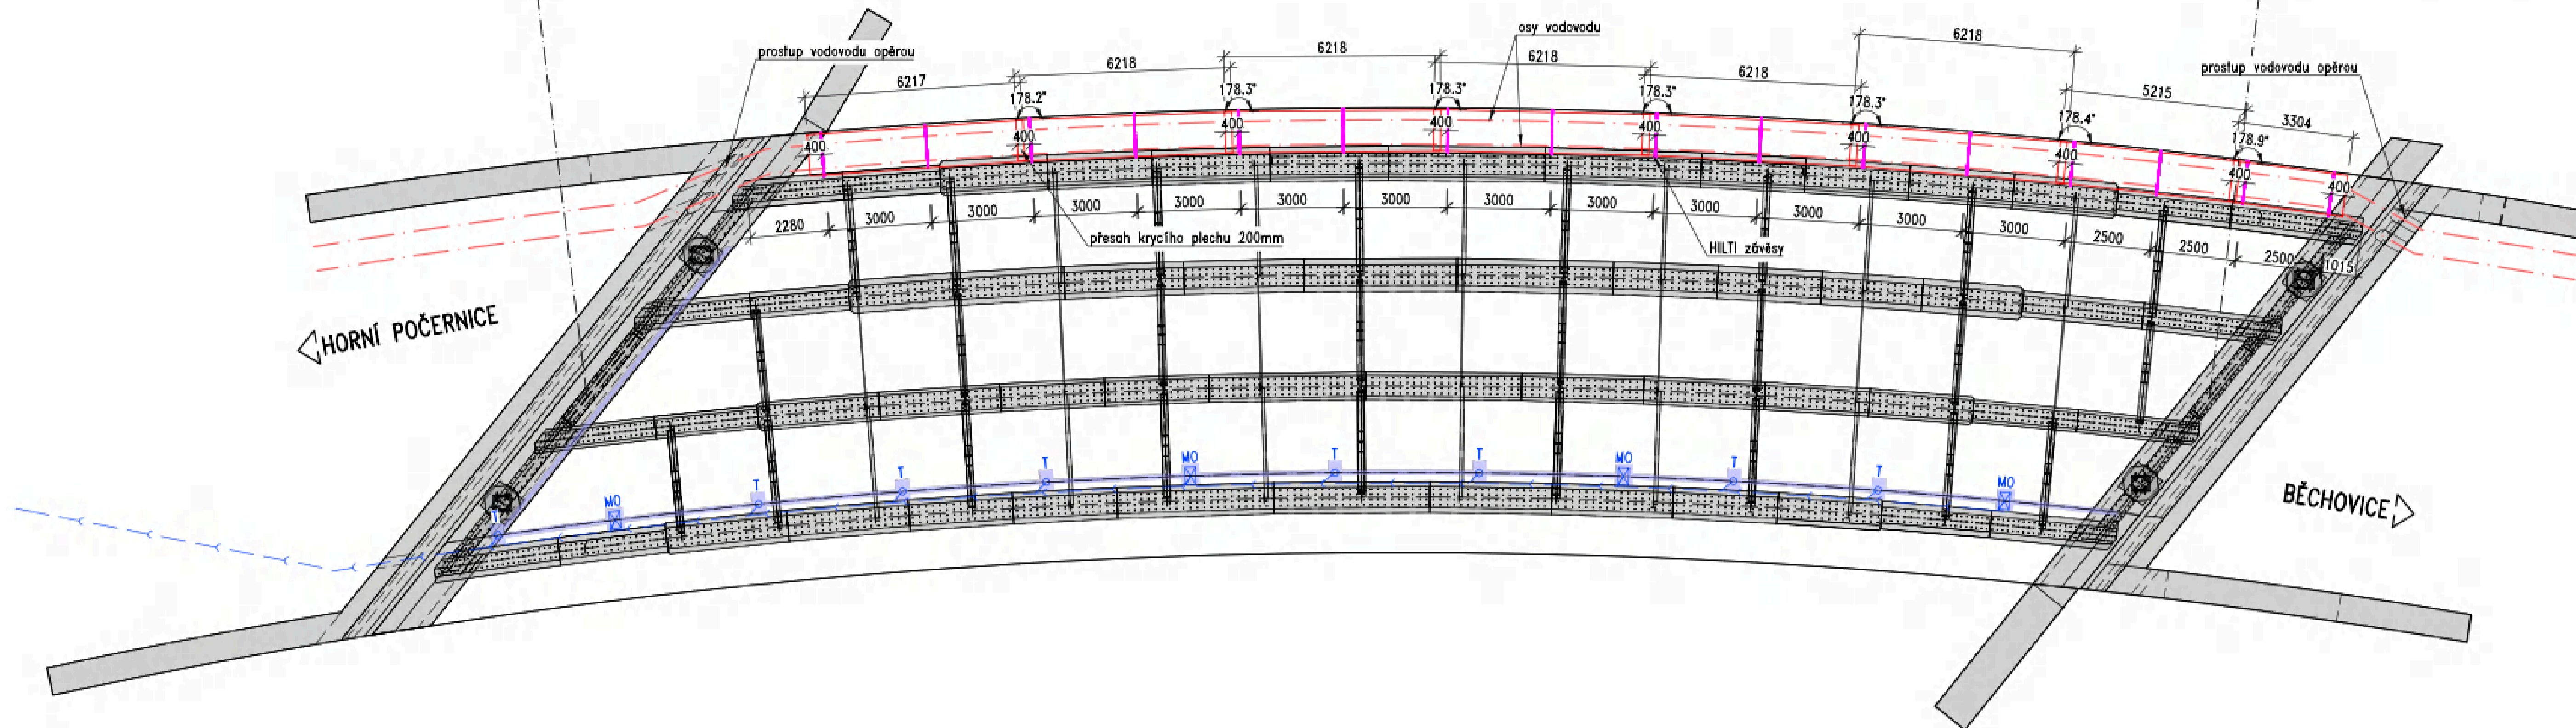 osy vodovodu
prostup vodovodu opěrou
6217
6218
6218
6218
6218
6218
prostup vodovodu opěrou
5215
3304
178.2°
178.3°
178.3°
178.3°
178.3°
178.4°
178.9°
400
400
400
400
400
400
400
400
400
2280
3000
3000
3000
3000
3000
3000
3000
3000
3000
3000
3000
3000
2500
2500
2500
1015
přesah krycího plechu 200mm
HILTI závěsy
HORNÍ POČERNICE
BĚCHOVICE
T
MO
T
T
T
MO
T
T
MO
T
T
MO